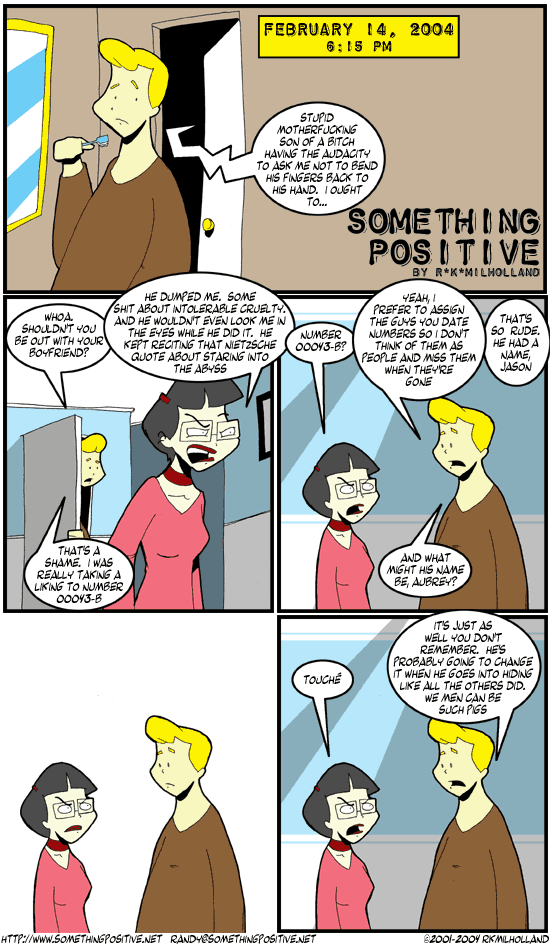 FEBRUARY 14, 2004
6:15 PM
STUPID
MOTHERFUCKING
SON OF A BITCH
HAVING THE AUDACITY
TO ASK ME NOT TO BEND
HIS FINGERS BACK TO
HIS HAND. I OUGHT
TO...
SOMETHING
POSITIVE
BY R*K*MILHOLLAND
WHOA.
SHOULDN'T YOU
BE OUT WITH YOUR
BOYFRIEND?
HE DUMPED ME. SOME
SHIT ABOUT INTOLERABLE CRUELTY.
AND HE WOULDN'T EVEN LOOK ME IN
THE EYES WHILE HE DID IT. HE
KEPT RECITING THAT NIETZSCHE
QUOTE ABOUT STARING INTO
THE ABYSS
THAT'S A
SHAME. I WAS
REALLY TAKING A
LIKING TO NUMBER
00043-B
NUMBER
00043-B?
YEAH, I
PREFER TO ASSIGN
THE GUYS YOU DATE
NUMBERS SO I DON'T
THINK OF THEM AS
PEOPLE AND MISS THEM
WHEN THEY'RE
GONE
THAT'S
SO RUDE.
HE HAD A
NAME,
JASON
AND WHAT
MIGHT HIS NAME
BE, AUBREY?
TOUCHÉ
IT'S JUST AS
WELL YOU DON'T
REMEMBER. HE'S
PROBABLY GOING TO CHANGE
IT WHEN HE GOES INTO HIDING
LIKE ALL THE OTHERS DID.
WE MEN CAN BE
SUCH PIGS
HTTP://WWW.SOMETHINGPOSITIVE.NET RANDY@SOMETHINGPOSITIVE.NET ©2001-2004 RKMILHOLLAND